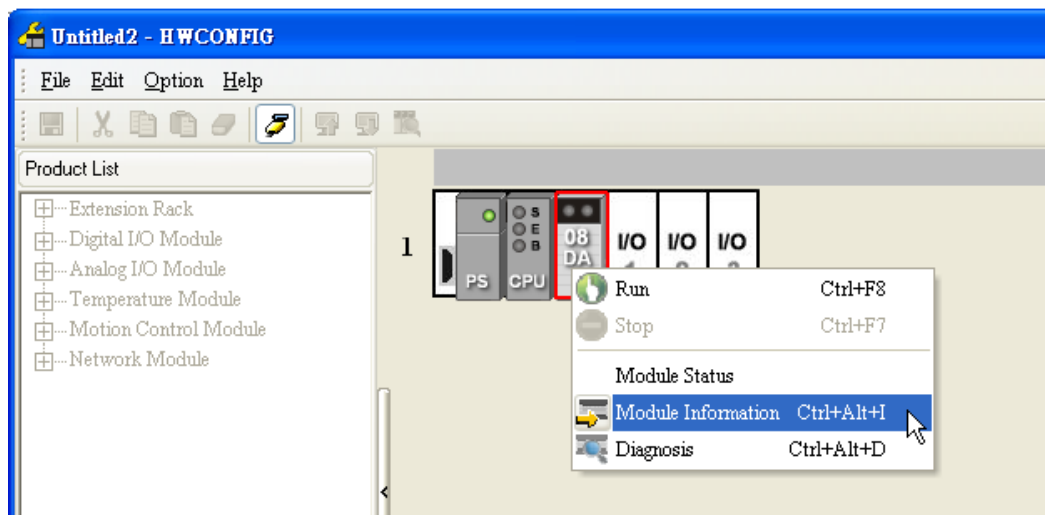 Untitled2 - HWCONFIG
File Edit Option Help
Product List
Extension Rack
Digital I/O Module
Analog I/O Module
Temperature Module
Motion Control Module
Network Module
1
PS
S
E
B
CPU
08
DA
I/O
I/O
I/O
Run Ctrl+F8
Stop Ctrl+F7
Module Status
Module Information Ctrl+Alt+I
Diagnosis Ctrl+Alt+D